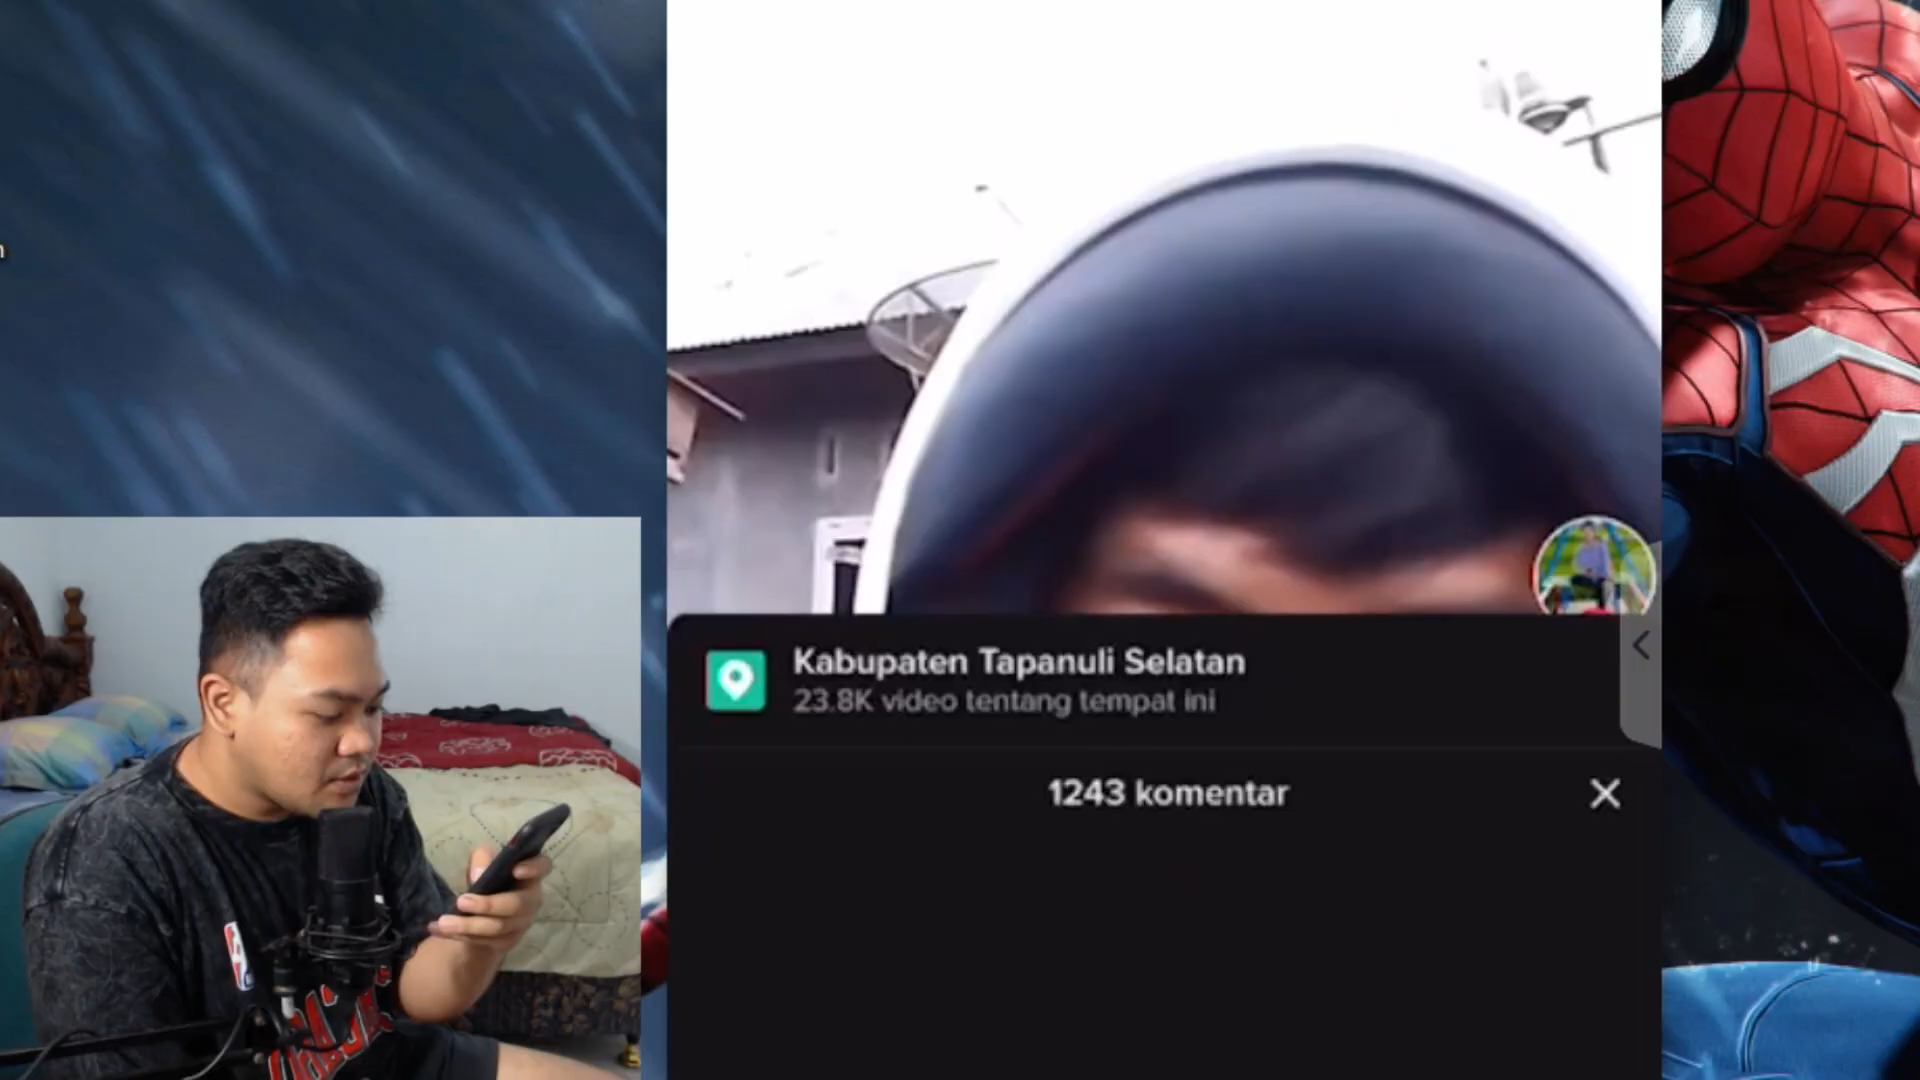 Kabupaten Tapanuli Selatan
23.8K video tentang tempat ini
1243 komentar